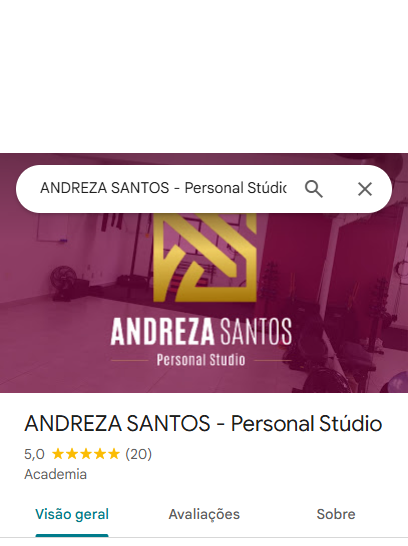 ANDREZA SANTOS - Personal Stúdio
ANDREZA SANTOS
Personal Studio
ANDREZA SANTOS - Personal Stúdio
5,0 ★★★★★ (20)
Academia
Visão geral Avaliações Sobre